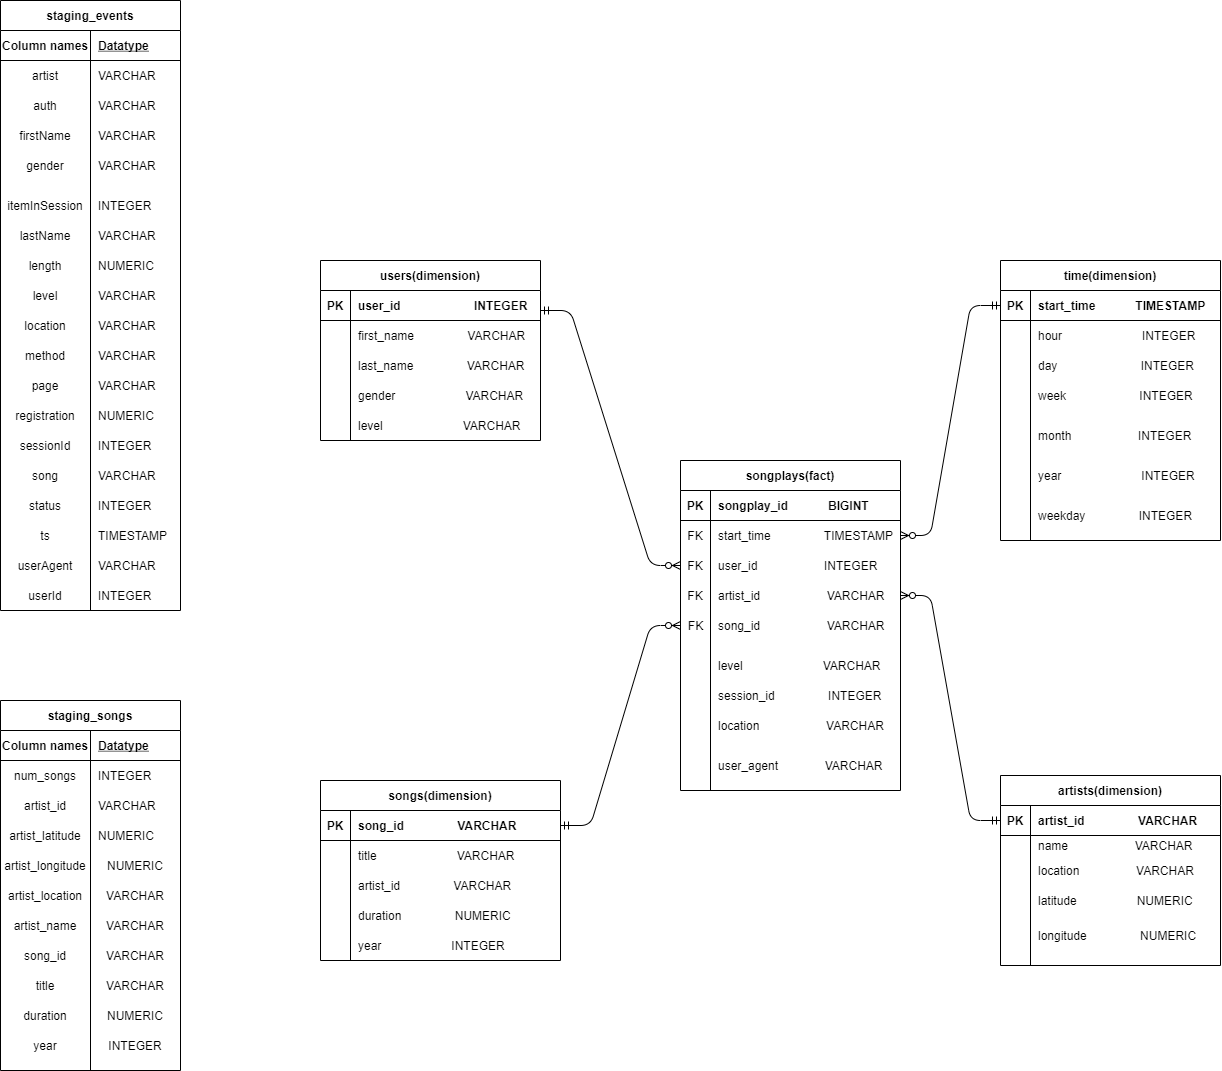 staging_events
Column names Datatype
artist VARCHAR
auth VARCHAR
firstName VARCHAR
gender VARCHAR
itemInSession INTEGER
lastName VARCHAR
length NUMERIC
level VARCHAR
location VARCHAR
method VARCHAR
page VARCHAR
registration NUMERIC
sessionId INTEGER
song VARCHAR
status INTEGER
ts TIMESTAMP
userAgent VARCHAR
userId INTEGER
staging_songs
Column names Datatype
num_songs INTEGER
artist_id VARCHAR
artist_latitude NUMERIC
artist_longitude NUMERIC
artist_location VARCHAR
artist_name VARCHAR
song_id VARCHAR
title VARCHAR
duration NUMERIC
year INTEGER
users(dimension)
PK user_id INTEGER
first_name VARCHAR
last_name VARCHAR
gender VARCHAR
level VARCHAR
songs(dimension)
PK song_id VARCHAR
title VARCHAR
artist_id VARCHAR
duration NUMERIC
year INTEGER
songplays(fact)
PK songplay_id BIGINT
FK start_time TIMESTAMP
FK user_id INTEGER
FK artist_id VARCHAR
FK song_id VARCHAR
level VARCHAR
session_id INTEGER
location VARCHAR
user_agent VARCHAR
time(dimension)
PK start_time TIMESTAMP
hour INTEGER
day INTEGER
week INTEGER
month INTEGER
year INTEGER
weekday INTEGER
artists(dimension)
PK artist_id VARCHAR
name VARCHAR
location VARCHAR
latitude NUMERIC
longitude NUMERIC